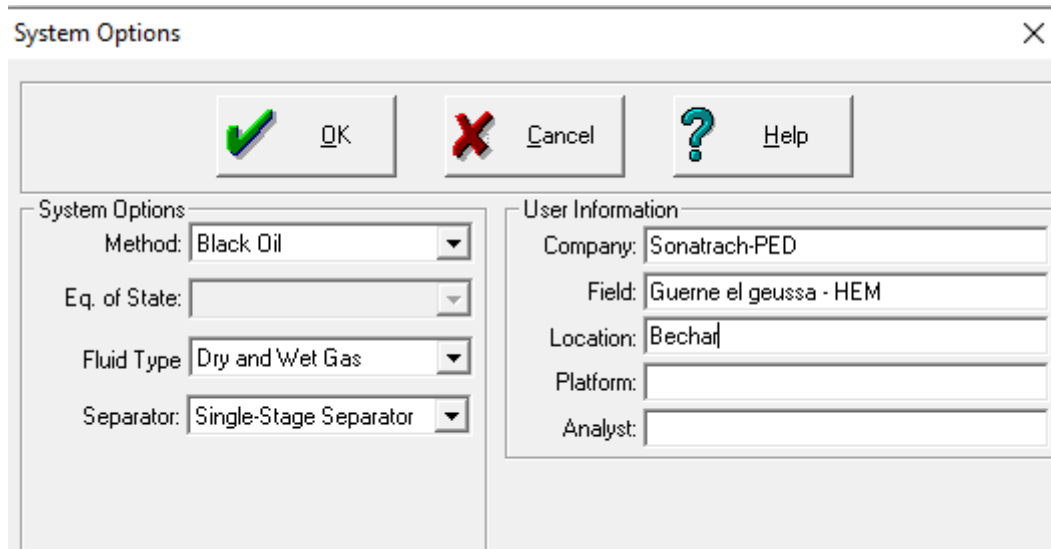 System Options
OK
Cancel
Help
System Options
Method: Black Oil
Eq. of State:
Fluid Type Dry and Wet Gas
Separator: Single-Stage Separator
User Information
Company: Sonatrach-PED
Field: Guerne el geussa - HEM
Location: Bechar
Platform:
Analyst: